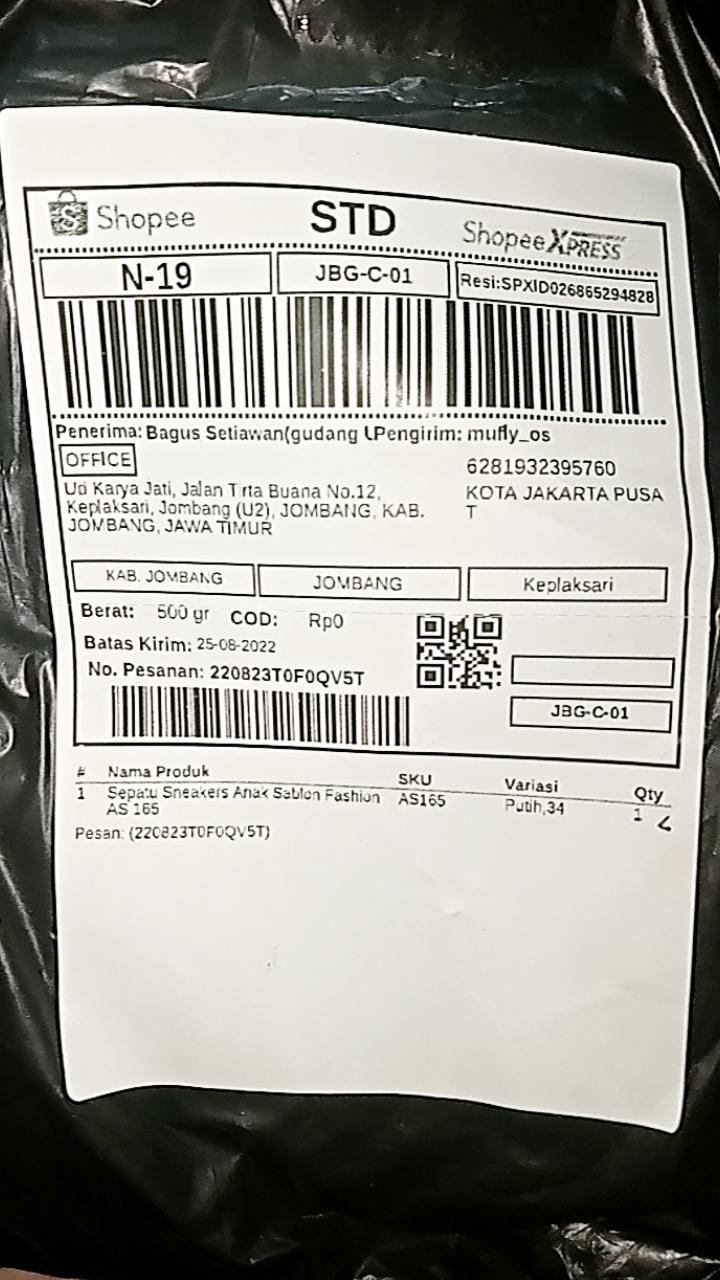 Shopee STD ShopeeXPRESS
N-19 JBG-C-01 Resi:SPXID026865294828
Penerima: Bagus Setiawan(gudang UPengirim: mufly_os
OFFICE
6281932395760
Ud Karya Jati, Jalan Tirta Buana No.12,
Keplaksari, Jombang (U2), JOMBANG, KAB.
JOMBANG, JAWA TIMUR
KOTA JAKARTA PUSA
T
KAB. JOMBANG JOMBANG Keplaksari
Berat: 500 gr COD: Rp0
Batas Kirim: 25-08-2022
No. Pesanan: 220823T0F0QV5T
JBG-C-01
# Nama Produk SKU Variasi Qty
1 Sepatu Sneakers Anak Sablon Fashion AS165 Putih,34 1
AS 165
Pesan: (220823T0F0QV5T)